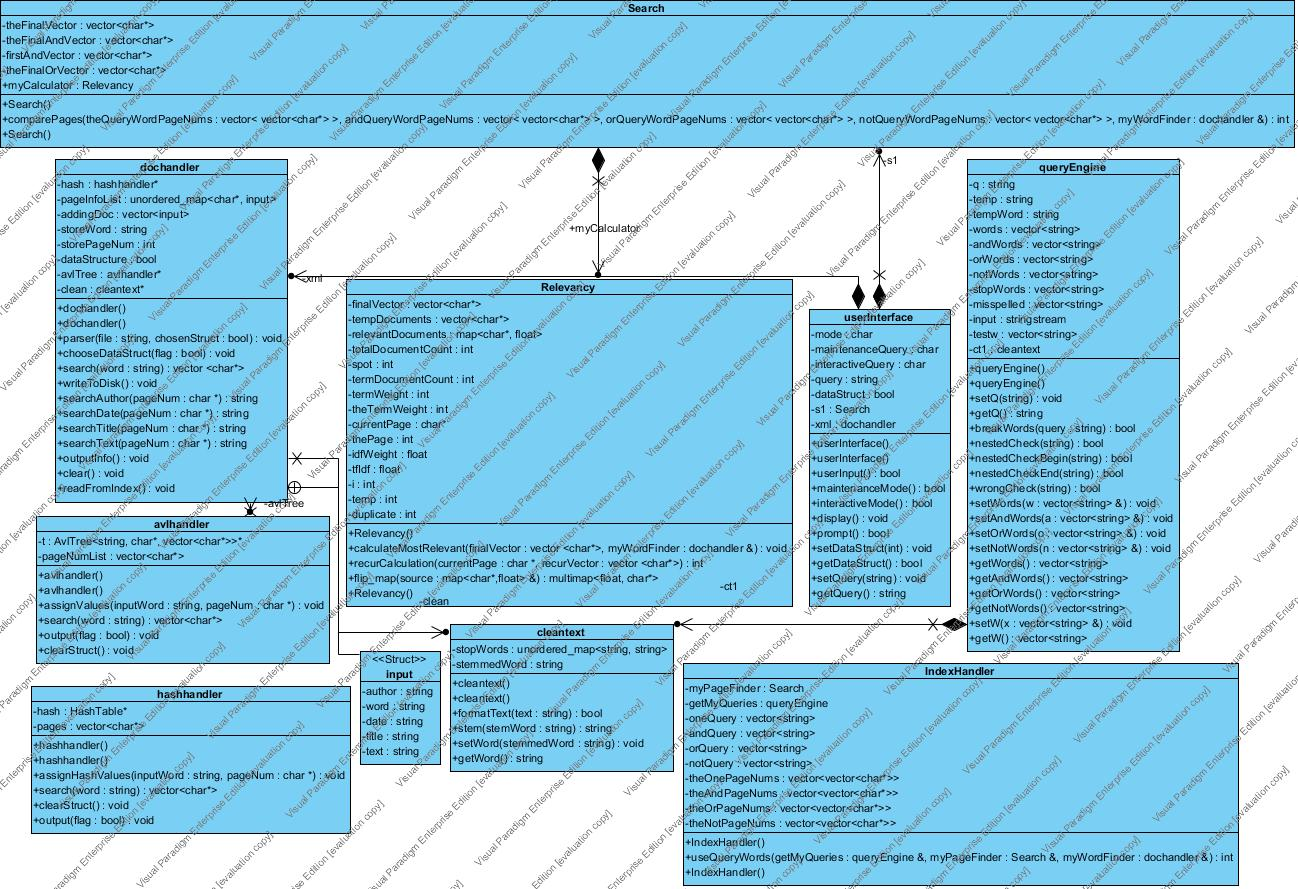 Search
-theFinalVector : vector<char*>
-theFinalAndVector : vector<char*>
-firstAndVector : vector<char*>
-theFinalOrVector : vector<char*>
+myCalculator : Relevancy
+Search()
+comparePages(theQueryWordPageNums : vector< vector<char*> >, andQueryWordPageNums : vector< vector<char*> >, orQueryWordPageNums : vector< vector<char*> >, notQueryWordPageNums : vector< vector<char*> >, myWordFinder : dochandler &) : int
+Search()
+myCalculator
-s1
-xml
-avlTree
-clean
-ct1
dochandler
-hash : hashhandler*
-pageInfoList : unordered_map<char*, input>
-addingDoc : vector<input>
-storeWord : string
-storePageNum : int
-dataStructure : bool
-avlTree : avlhandler*
-clean : cleantext*
+dochandler()
+dochandler()
+parser(file : string, chosenStruct : bool) : void
+chooseDataStruct(flag : bool) : void
+search(word : string) : vector <char*>
+writeToDisk() : void
+searchAuthor(pageNum : char *) : string
+searchDate(pageNum : char *) : string
+searchTitle(pageNum : char *) : string
+searchText(pageNum : char *) : string
+outputInfo() : void
+clear() : void
+readFromIndex() : void
Relevancy
-finalVector : vector<char*>
-tempDocuments : vector<char*>
-relevantDocuments : map<char*, float>
-totalDocumentCount : int
-spot : int
-termDocumentCount : int
-termWeight : int
-theTermWeight : int
-currentPage : char*
-thePage : int
-idfWeight : float
-tfIdf : float
-i : int
-temp : int
-duplicate : int
+Relevancy()
+calculateMostRelevant(finalVector : vector <char*>, myWordFinder : dochandler &) : void
+recurCalculation(currentPage : char *, recurVector : vector <char*>) : int
+flip_map(source : map<char*,float> &) : multimap<float, char*>
+Relevancy()
userInterface
-mode : char
-maintenanceQuery : char
-interactiveQuery : char
-query : string
-dataStruct : bool
-s1 : Search
-xml : dochandler
+userInterface()
+userInterface()
+userInput() : bool
+maintenanceMode() : bool
+interactiveMode() : bool
+display() : void
+prompt() : bool
+setDataStruct(int) : void
+getDataStruct() : bool
+setQuery(string) : void
+getQuery() : string
queryEngine
-q : string
-temp : string
-tempWord : string
-words : vector<string>
-andWords : vector<string>
-orWords : vector<string>
-notWords : vector<string>
-stopWords : vector<string>
-misspelled : vector<string>
-input : stringstream
-testw : vector<string>
-ct1 : cleantext
+queryEngine()
+queryEngine()
+setQ(string) : void
+getQ() : string
+breakWords(query : string) : bool
+nestedCheck(string) : bool
+nestedCheckBegin(string) : bool
+nestedCheckEnd(string) : bool
+wrongCheck(string) : bool
+setWords(w : vector<string> &) : void
+setAndWords(a : vector<string> &) : void
+setOrWords(o : vector<string> &) : void
+setNotWords(n : vector<string> &) : void
+getWords() : vector<string>
+getAndWords() : vector<string>
+getOrWords() : vector<string>
+getNotWords() : vector<string>
+setW(x : vector<string> &) : void
+getW() : vector<string>
avlhandler
-t : AvlTree<string, char*, vector<char*>>*
-pageNumList : vector<char*>
+avlhandler()
+avlhandler()
+assignValues(inputWord : string, pageNum : char *) : void
+search(word : string) : vector<char*>
+output(flag : bool) : void
+clearStruct() : void
hashhandler
-hash : HashTable*
-pages : vector<char*>
+hashhandler()
+hashhandler()
+assignHashValues(inputWord : string, pageNum : char *) : void
+search(word : string) : vector<char*>
+clearStruct() : void
+output(flag : bool) : void
<<Struct>>
input
-author : string
-word : string
-date : string
-title : string
-text : string
cleantext
-stopWords : unordered_map<string, string>
-stemmedWord : string
+cleantext()
+cleantext()
+formatText(text : string) : bool
+stem(stemWord : string) : string
+setWord(stemmedWord : string) : void
+getWord() : string
IndexHandler
-myPageFinder : Search
-getMyQueries : queryEngine
-oneQuery : vector<string>
-andQuery : vector<string>
-orQuery : vector<string>
-notQuery : vector<string>
-theOnePageNums : vector<vector<char*>>
-theAndPageNums : vector<vector<char*>>
-theOrPageNums : vector<vector<char*>>
-theNotPageNums : vector<vector<char*>>
+IndexHandler()
+useQueryWords(getMyQueries : queryEngine &, myPageFinder : Search &, myWordFinder : dochandler &) : int
+IndexHandler()
Visual Paradigm Enterprise Edition [evaluation copy]